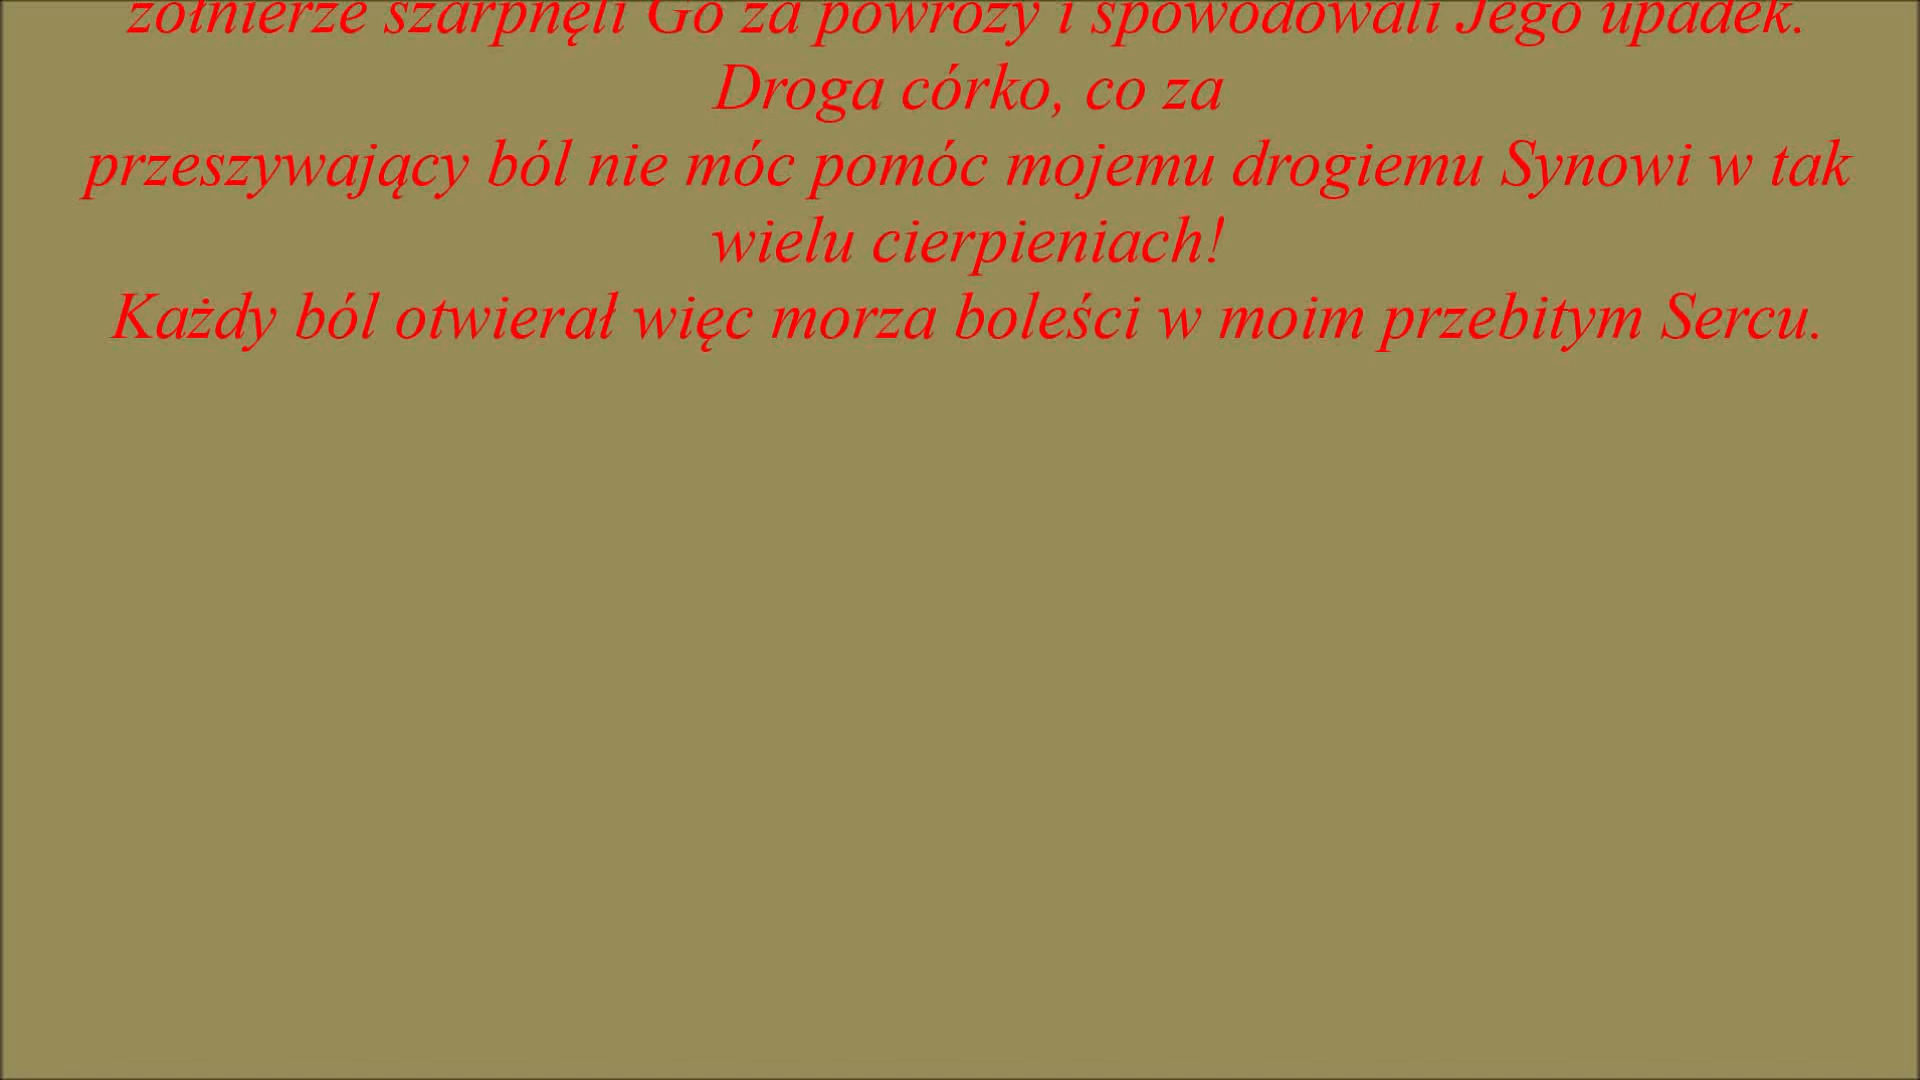 żołnierze szarpnęli Go za powrozy i spowodowali Jego upadek.
Droga córko, co za
przeszywający ból nie móc pomóc mojemu drogiemu Synowi w tak
wielu cierpieniach!
Każdy ból otwierał więc morza boleści w moim przebitym Sercu.